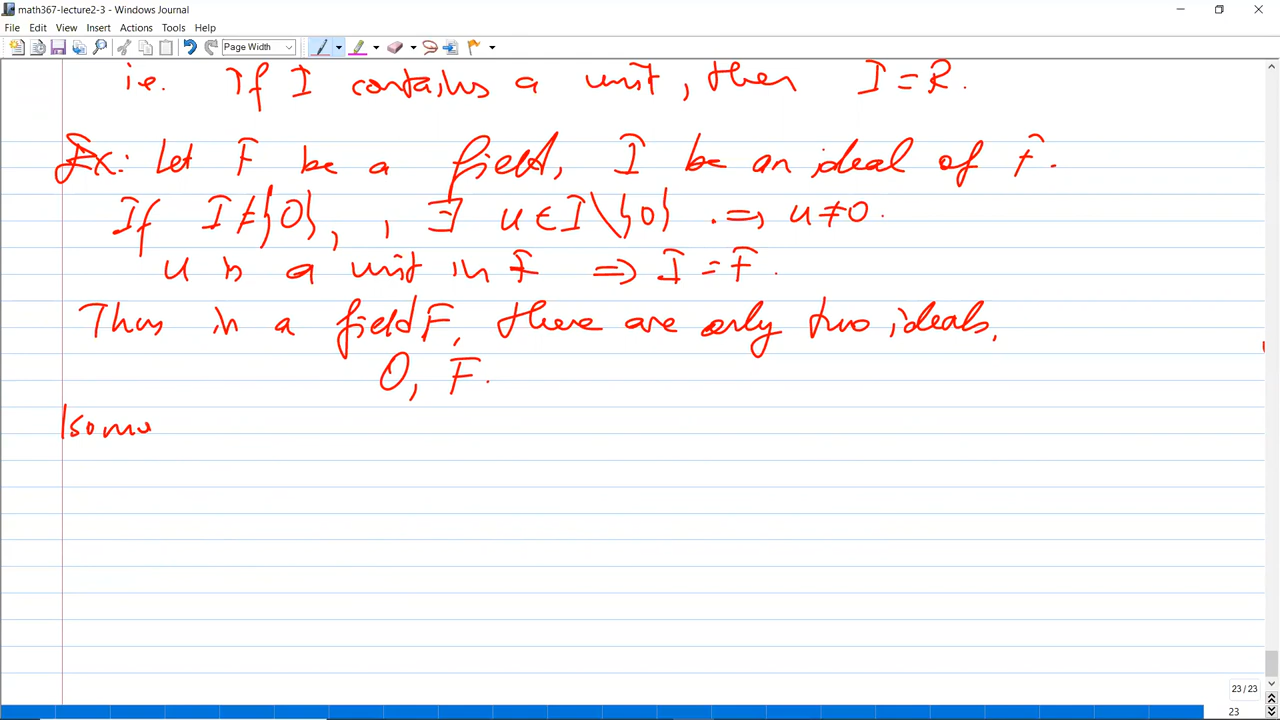 math367-lecture2-3 - Windows Journal
File Edit View Insert Actions Tools Help
Page Width
i.e. If I contains a unit, then I = R.
Ex: Let F be a field, I be an ideal of F.
If I ≠ {0}, , ∃ u ∈ I \ {0} . ⇒ u ≠ 0.
u is a unit in F ⇒ I = F.
Thus in a field F, there are only two ideals,
0, F.
Isomo
23 / 23
23